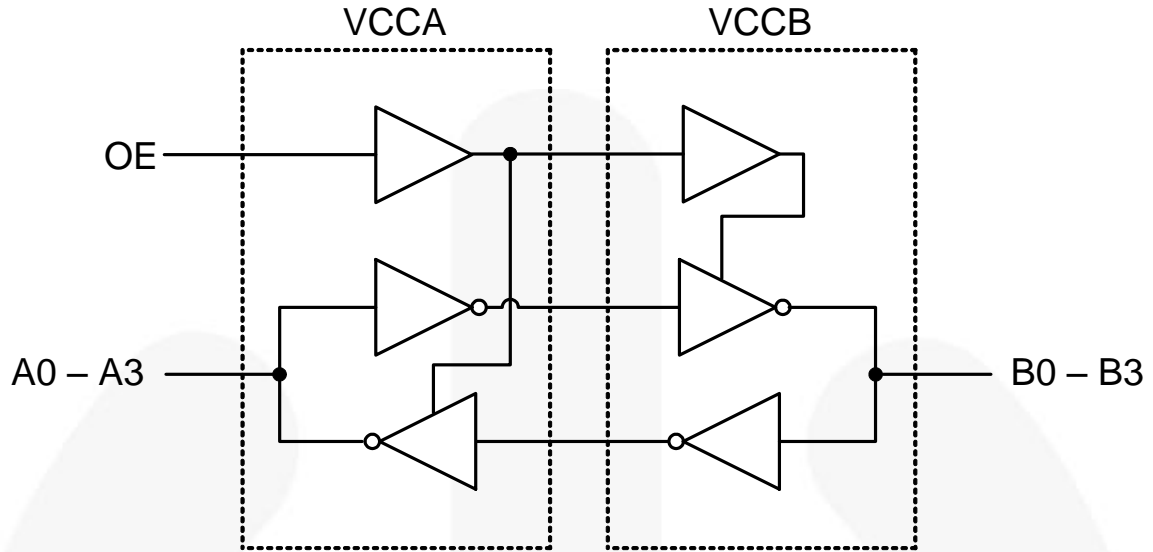 VCCA
VCCB
OE
A0 – A3
B0 – B3